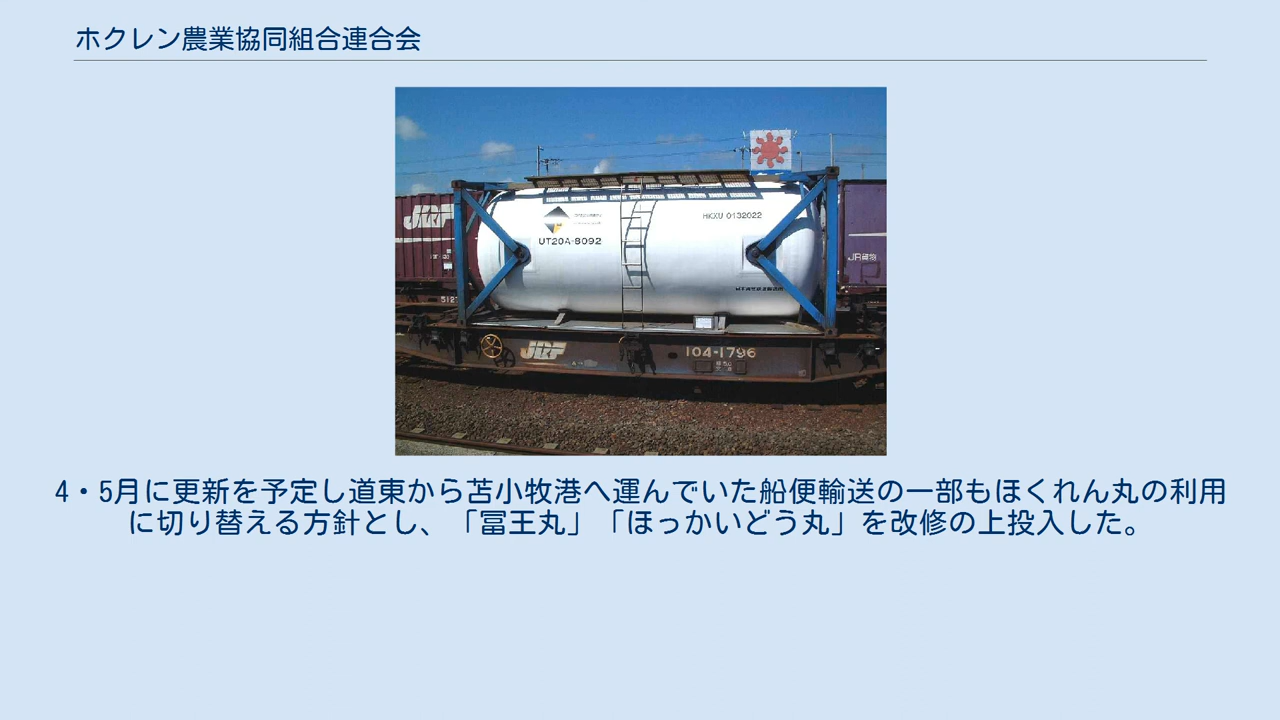 ホクレン農業協同組合連合会
JRF
HKXU 0132022
UT20A-8092
JR貨物
512
JRF
104-1796
4・5月に更新を予定し道東から苫小牧港へ運んでいた船便輸送の一部もほくれん丸の利用
に切り替える方針とし、「冨王丸」「ほっかいどう丸」を改修の上投入した。